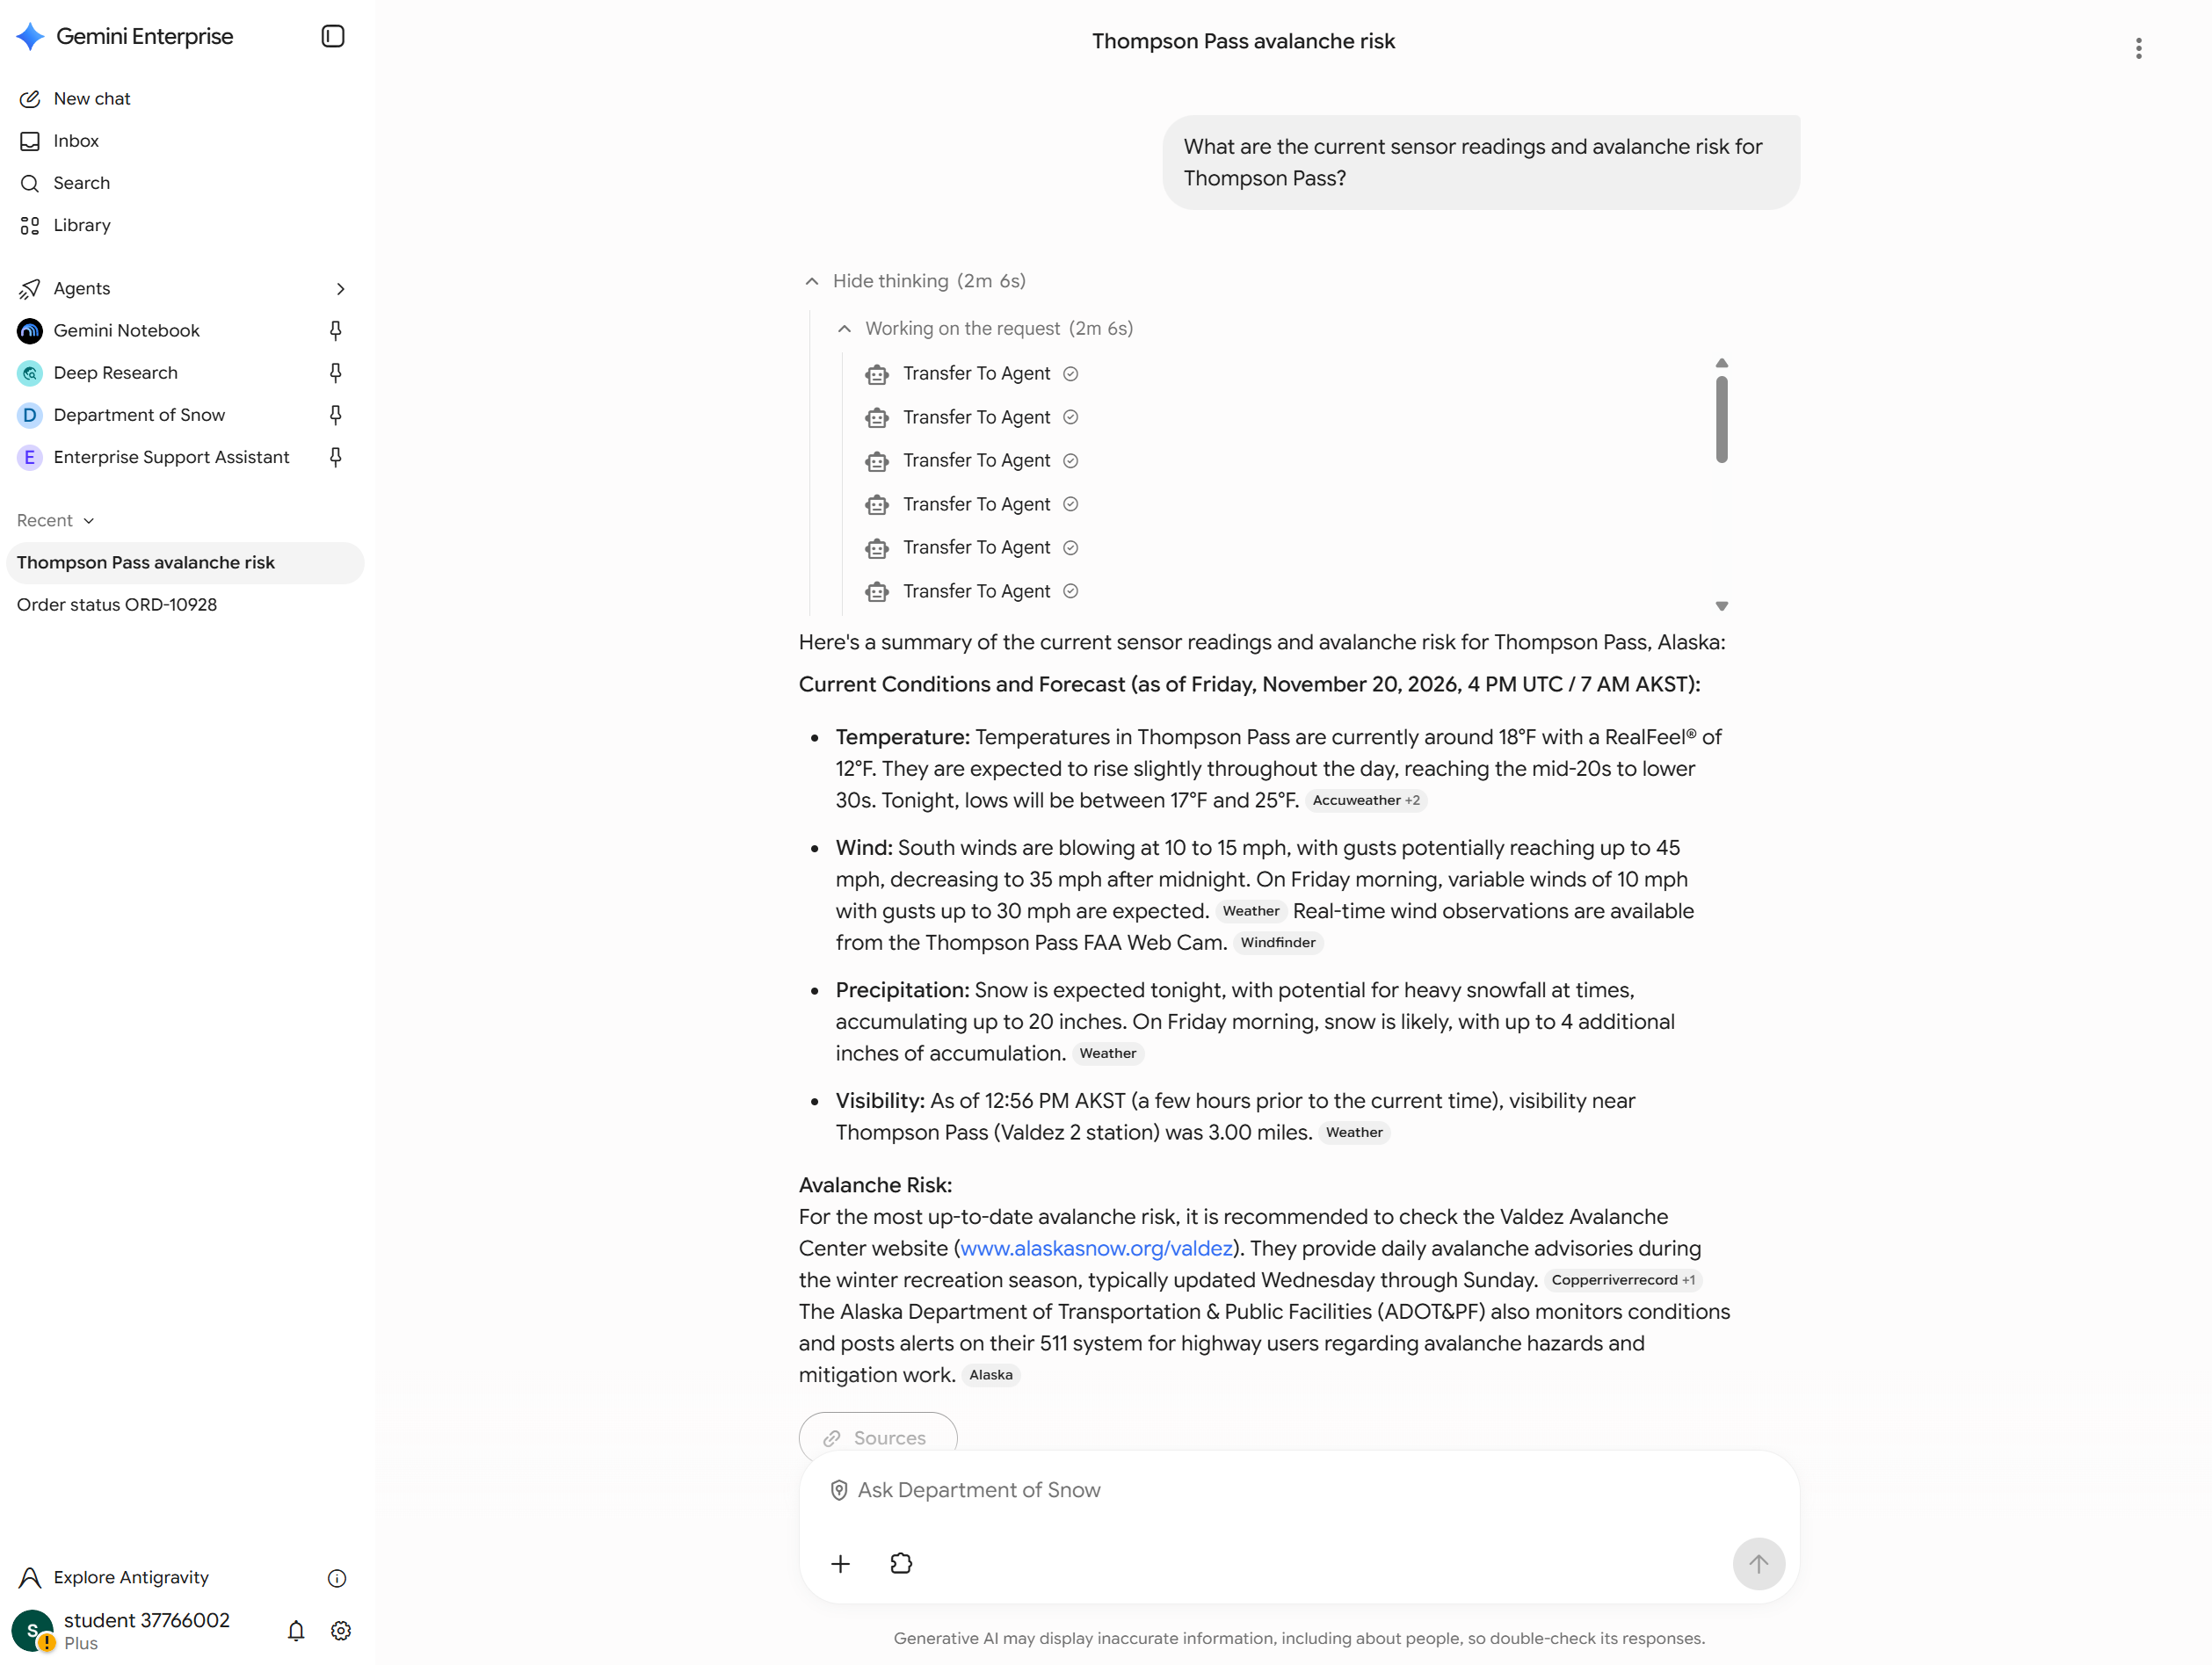 Gemini Enterprise
New chat
Inbox
Search
Library
Agents
Gemini Notebook
Deep Research
D Department of Snow
E Enterprise Support Assistant
Recent
Thompson Pass avalanche risk
Order status ORD-10928
Explore Antigravity
S student 37766002
Plus
Thompson Pass avalanche risk
What are the current sensor readings and avalanche risk for
Thompson Pass?
Hide thinking (2m 6s)
Working on the request (2m 6s)
Transfer To Agent
Transfer To Agent
Transfer To Agent
Transfer To Agent
Transfer To Agent
Transfer To Agent
Here's a summary of the current sensor readings and avalanche risk for Thompson Pass, Alaska:
Current Conditions and Forecast (as of Friday, November 20, 2026, 4 PM UTC / 7 AM AKST):
• Temperature: Temperatures in Thompson Pass are currently around 18°F with a RealFeel® of
12°F. They are expected to rise slightly throughout the day, reaching the mid-20s to lower
30s. Tonight, lows will be between 17°F and 25°F. Accuweather +2
• Wind: South winds are blowing at 10 to 15 mph, with gusts potentially reaching up to 45
mph, decreasing to 35 mph after midnight. On Friday morning, variable winds of 10 mph
with gusts up to 30 mph are expected. Weather Real-time wind observations are available
from the Thompson Pass FAA Web Cam. Windfinder
• Precipitation: Snow is expected tonight, with potential for heavy snowfall at times,
accumulating up to 20 inches. On Friday morning, snow is likely, with up to 4 additional
inches of accumulation. Weather
• Visibility: As of 12:56 PM AKST (a few hours prior to the current time), visibility near
Thompson Pass (Valdez 2 station) was 3.00 miles. Weather
Avalanche Risk:
For the most up-to-date avalanche risk, it is recommended to check the Valdez Avalanche
Center website (www.alaskasnow.org/valdez). They provide daily avalanche advisories during
the winter recreation season, typically updated Wednesday through Sunday. Copperriverrecord +1
The Alaska Department of Transportation & Public Facilities (ADOT&PF) also monitors conditions
and posts alerts on their 511 system for highway users regarding avalanche hazards and
mitigation work. Alaska
Sources
Ask Department of Snow
Generative AI may display inaccurate information, including about people, so double-check its responses.